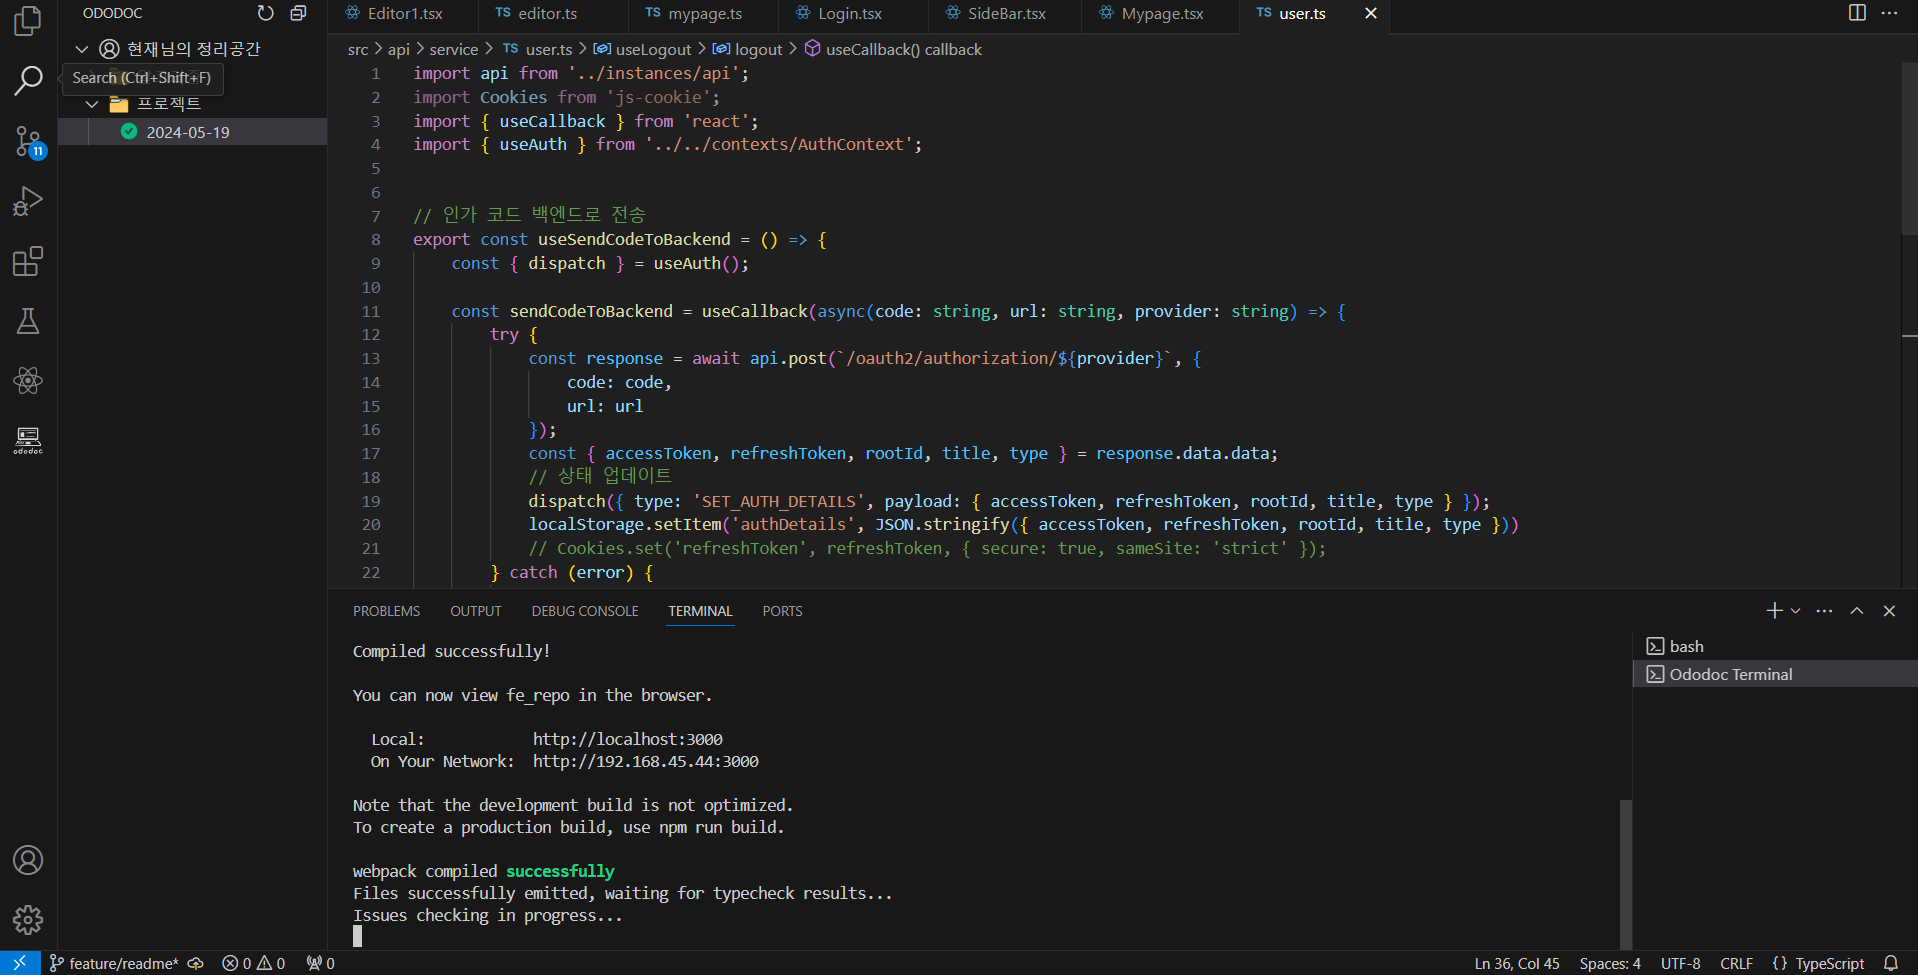 ODODOC
현재님의 정리공간
Search (Ctrl+Shift+F)
프로젝트
2024-05-19
11
ododoc
Editor1.tsx
TS editor.ts
TS mypage.ts
Login.tsx
SideBar.tsx
Mypage.tsx
TS user.ts
src > api > service > TS user.ts > useLogout > logout > useCallback() callback
1 import api from '../instances/api';
2 import Cookies from 'js-cookie';
3 import { useCallback } from 'react';
4 import { useAuth } from '../../contexts/AuthContext';
5
6
7 // 인가 코드 백엔드로 전송
8 export const useSendCodeToBackend = () => {
9 const { dispatch } = useAuth();
10
11 const sendCodeToBackend = useCallback(async(code: string, url: string, provider: string) => {
12 try {
13 const response = await api.post(`/oauth2/authorization/${provider}`, {
14 code: code,
15 url: url
16 });
17 const { accessToken, refreshToken, rootId, title, type } = response.data.data;
18 // 상태 업데이트
19 dispatch({ type: 'SET_AUTH_DETAILS', payload: { accessToken, refreshToken, rootId, title, type } });
20 localStorage.setItem('authDetails', JSON.stringify({ accessToken, refreshToken, rootId, title, type }))
21 // Cookies.set('refreshToken', refreshToken, { secure: true, sameSite: 'strict' });
22 } catch (error) {
PROBLEMS OUTPUT DEBUG CONSOLE TERMINAL PORTS
Compiled successfully!
You can now view fe_repo in the browser.
Local: http://localhost:3000
On Your Network: http://192.168.45.44:3000
Note that the development build is not optimized.
To create a production build, use npm run build.
webpack compiled successfully
Files successfully emitted, waiting for typecheck results...
Issues checking in progress...
bash
Ododoc Terminal
feature/readme* 0 0 0
Ln 36, Col 45 Spaces: 4 UTF-8 CRLF {} TypeScript